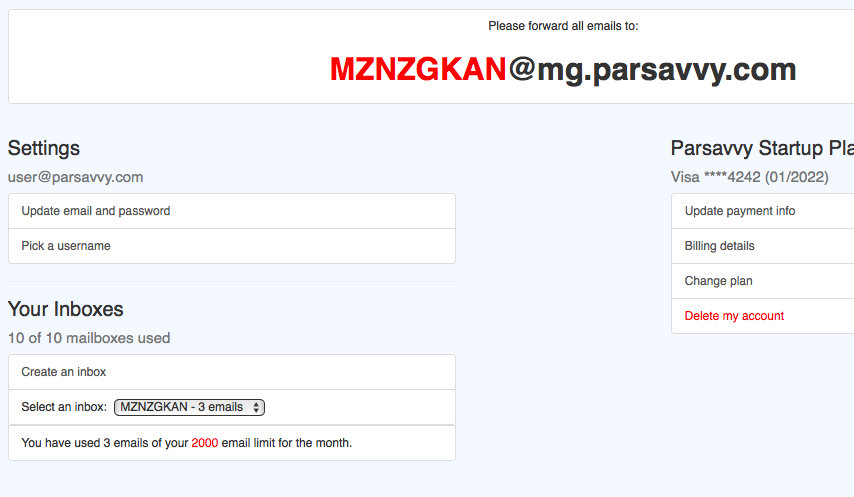 Please forward all emails to:
MZNZGKAN@mg.parsavvy.com
Settings
user@parsavvy.com
Update email and password
Pick a username
Your Inboxes
10 of 10 mailboxes used
Create an inbox
Select an inbox: MZNZGKAN - 3 emails
You have used 3 emails of your 2000 email limit for the month.
Parsavvy Startup Pla
Visa ****4242 (01/2022)
Update payment info
Billing details
Change plan
Delete my account